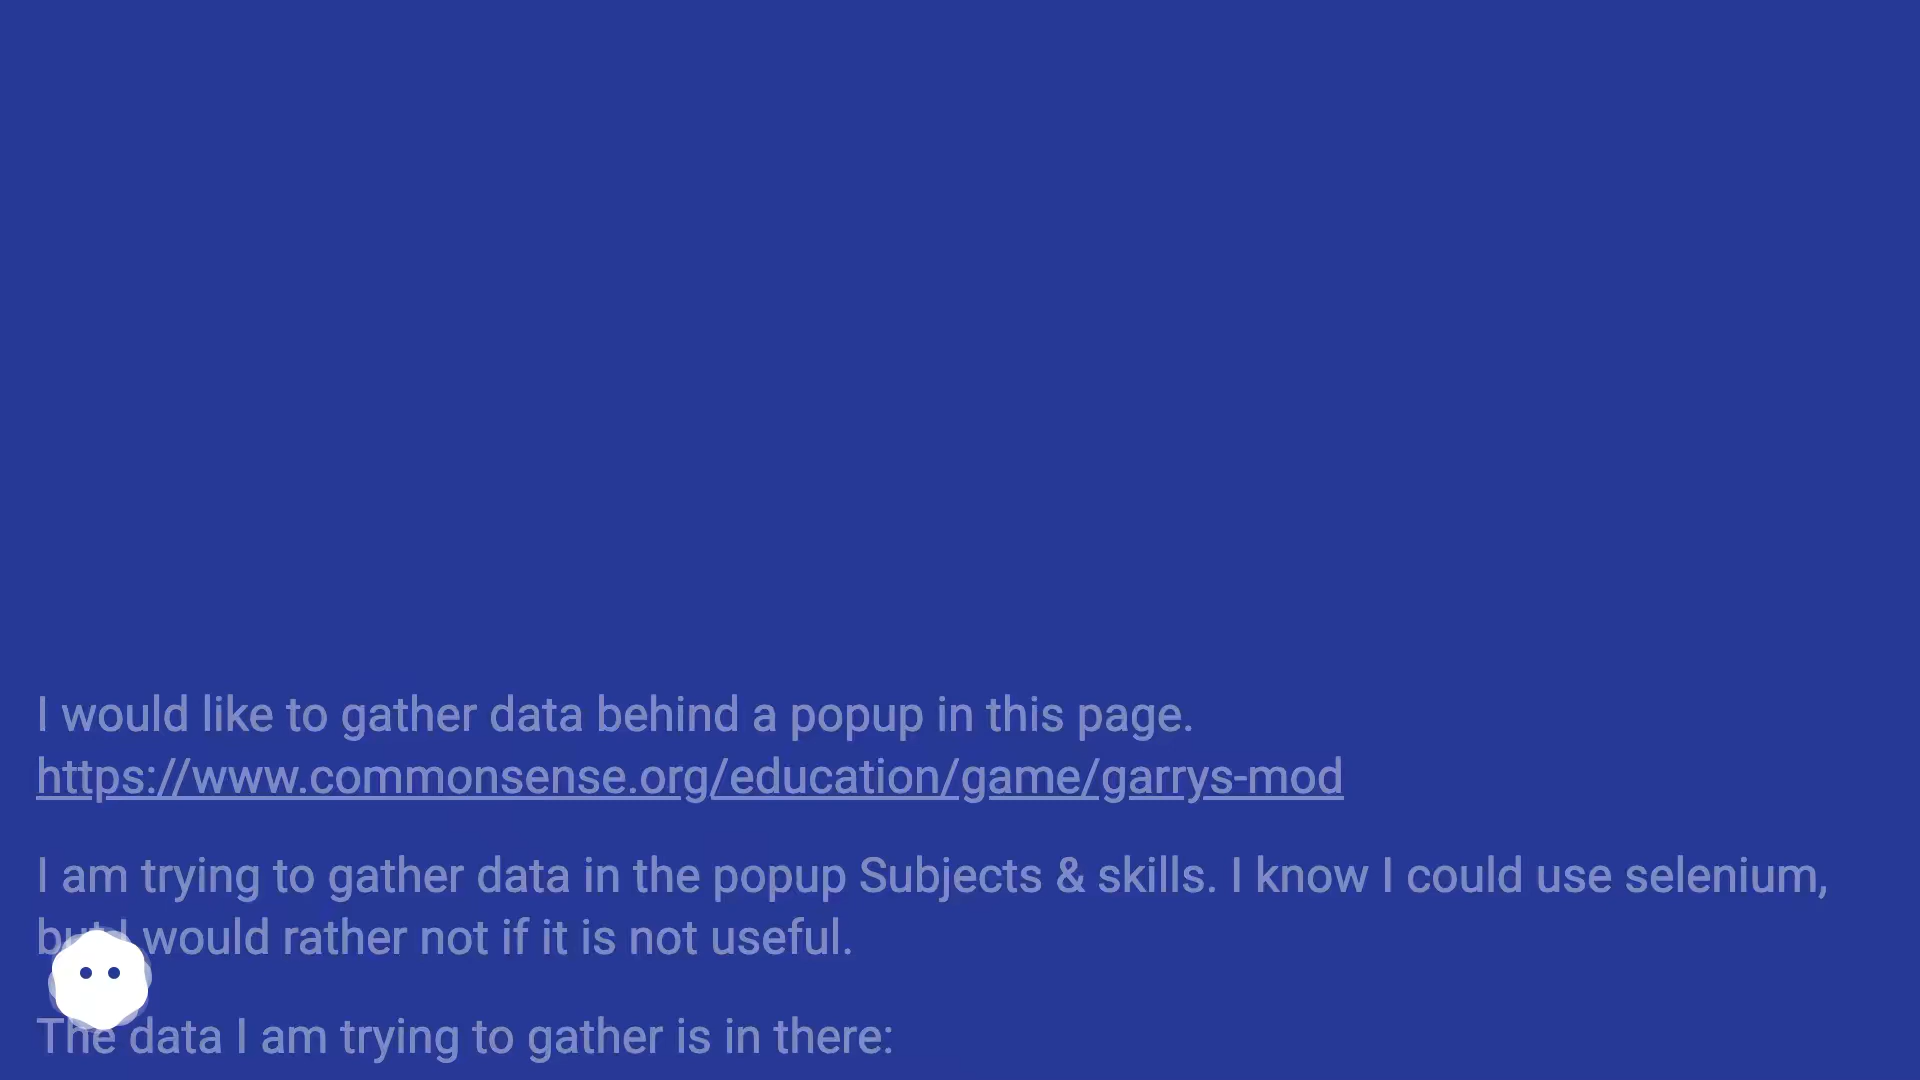 I would like to gather data behind a popup in this page.
https://www.commonsense.org/education/game/garrys-mod
I am trying to gather data in the popup Subjects & skills. I know I could use selenium,
but I would rather not if it is not useful.
The data I am trying to gather is in there: